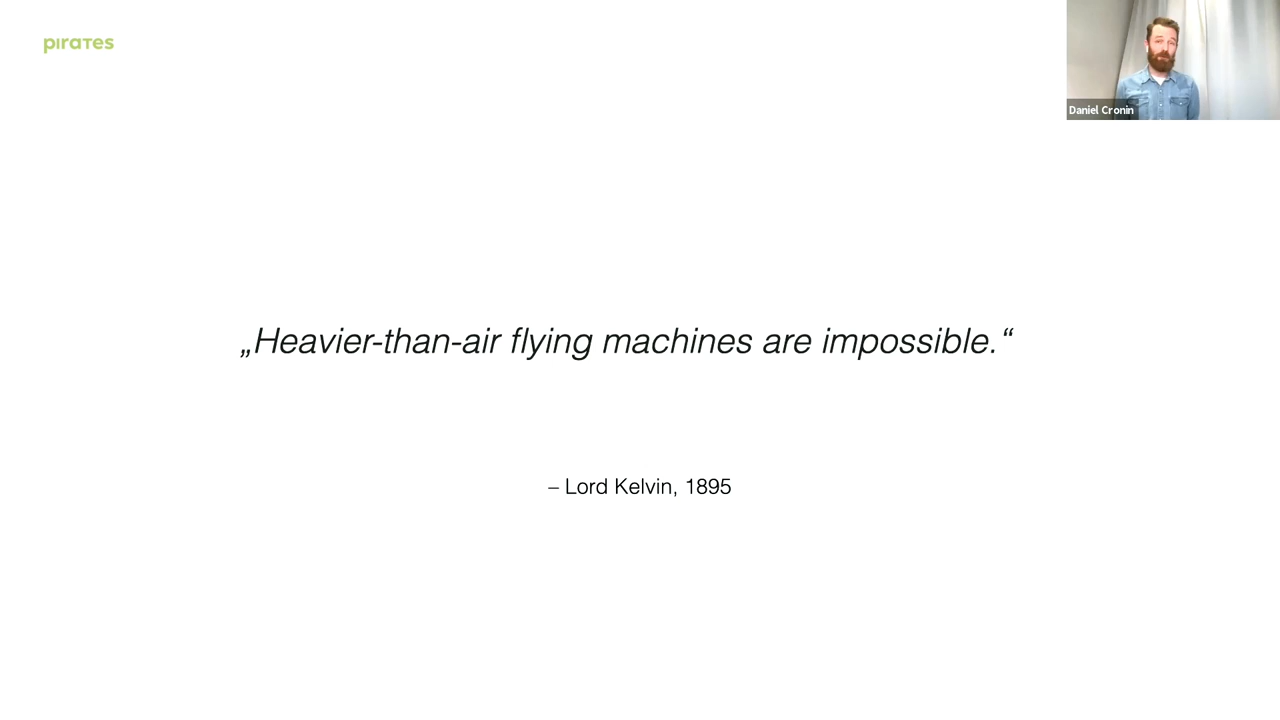 pirates
Daniel Cronin
„Heavier-than-air flying machines are impossible.“
– Lord Kelvin, 1895